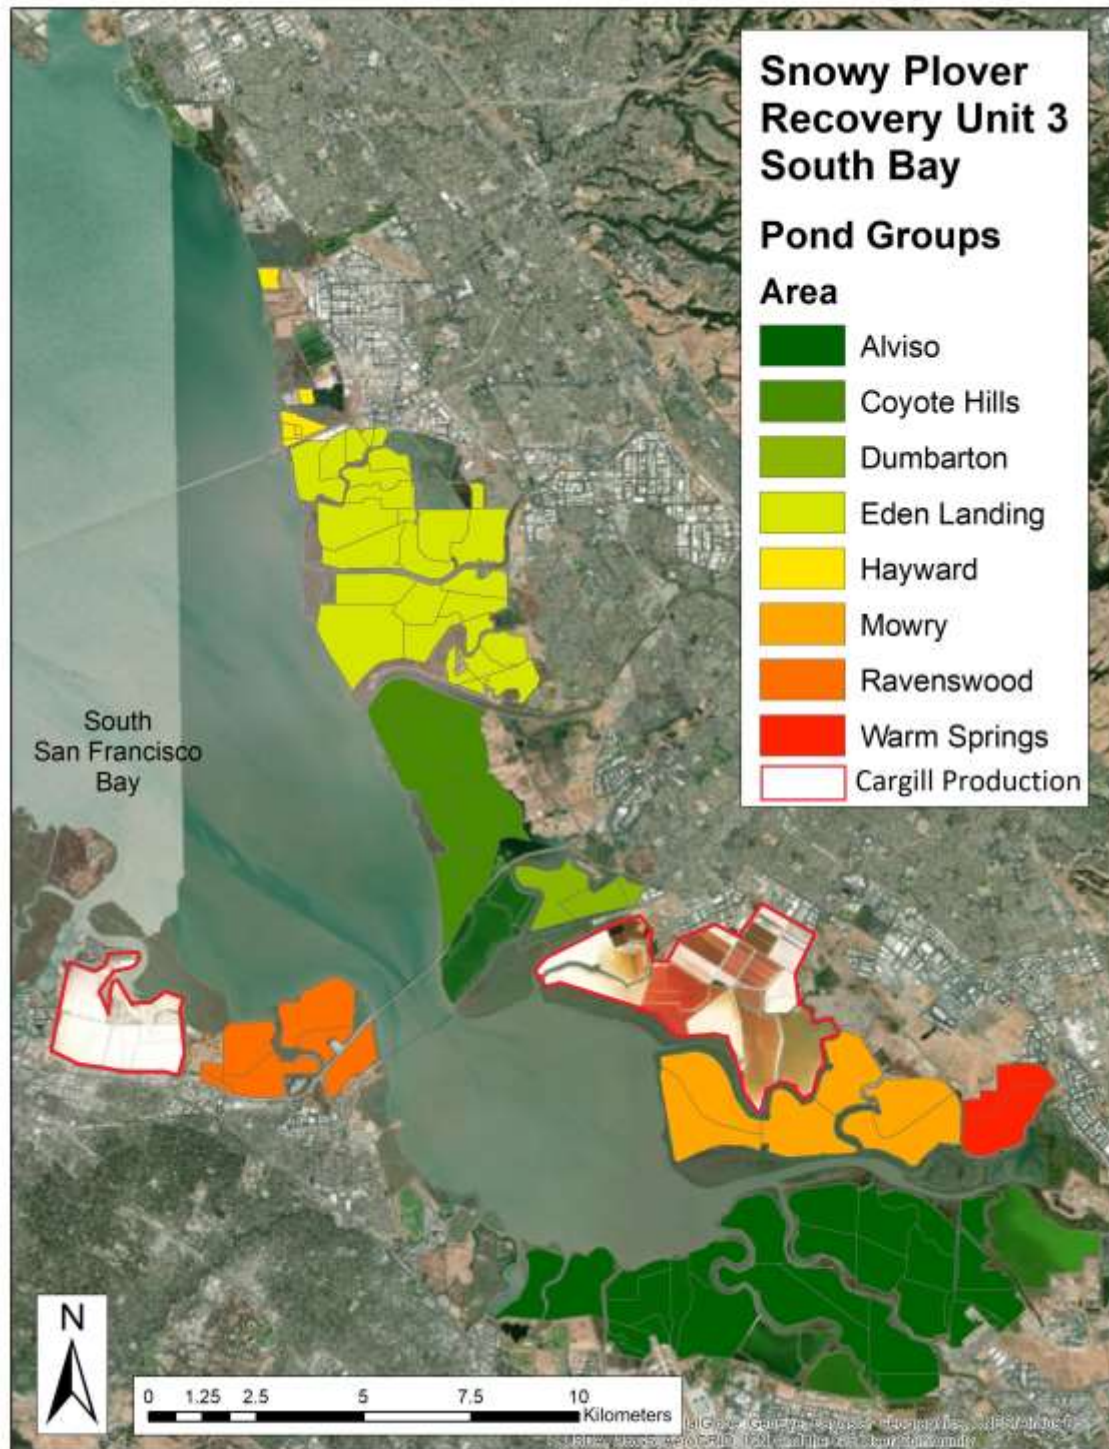 Snowy Plover
Recovery Unit 3
South Bay
Pond Groups
Area
Alviso
Coyote Hills
Dumbarton
Eden Landing
Hayward
Mowry
Ravenswood
Warm Springs
Cargill Production
South
San Francisco
Bay
N
0 1.25 2.5 5 7.5 10
Kilometers